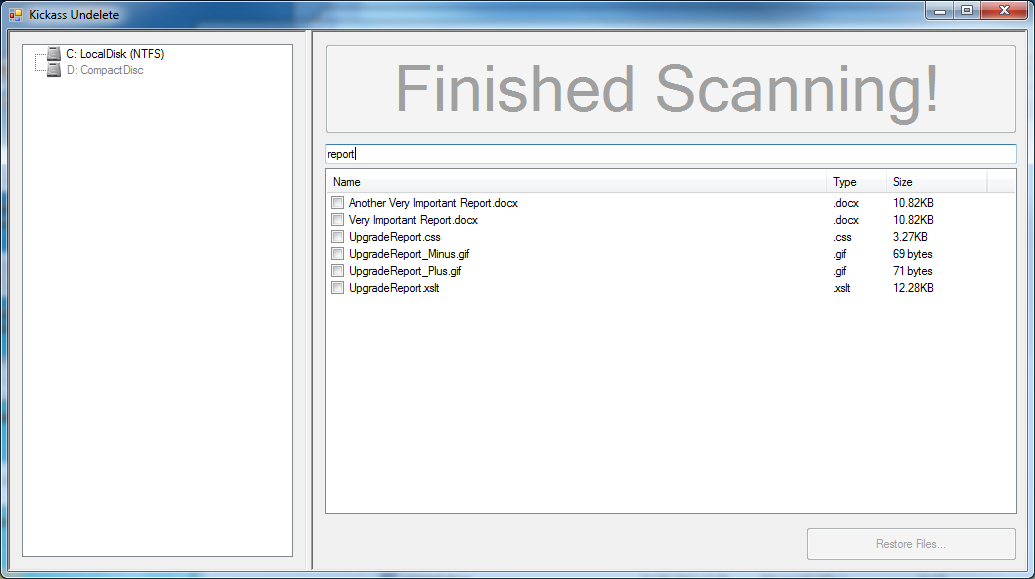 Kickass Undelete
C: LocalDisk (NTFS)
D: CompactDisc
Finished Scanning!
report
Name Type Size
Another Very Important Report.docx .docx 10.82KB
Very Important Report.docx .docx 10.82KB
UpgradeReport.css .css 3.27KB
UpgradeReport_Minus.gif .gif 69 bytes
UpgradeReport_Plus.gif .gif 71 bytes
UpgradeReport.xslt .xslt 12.28KB
Restore Files...